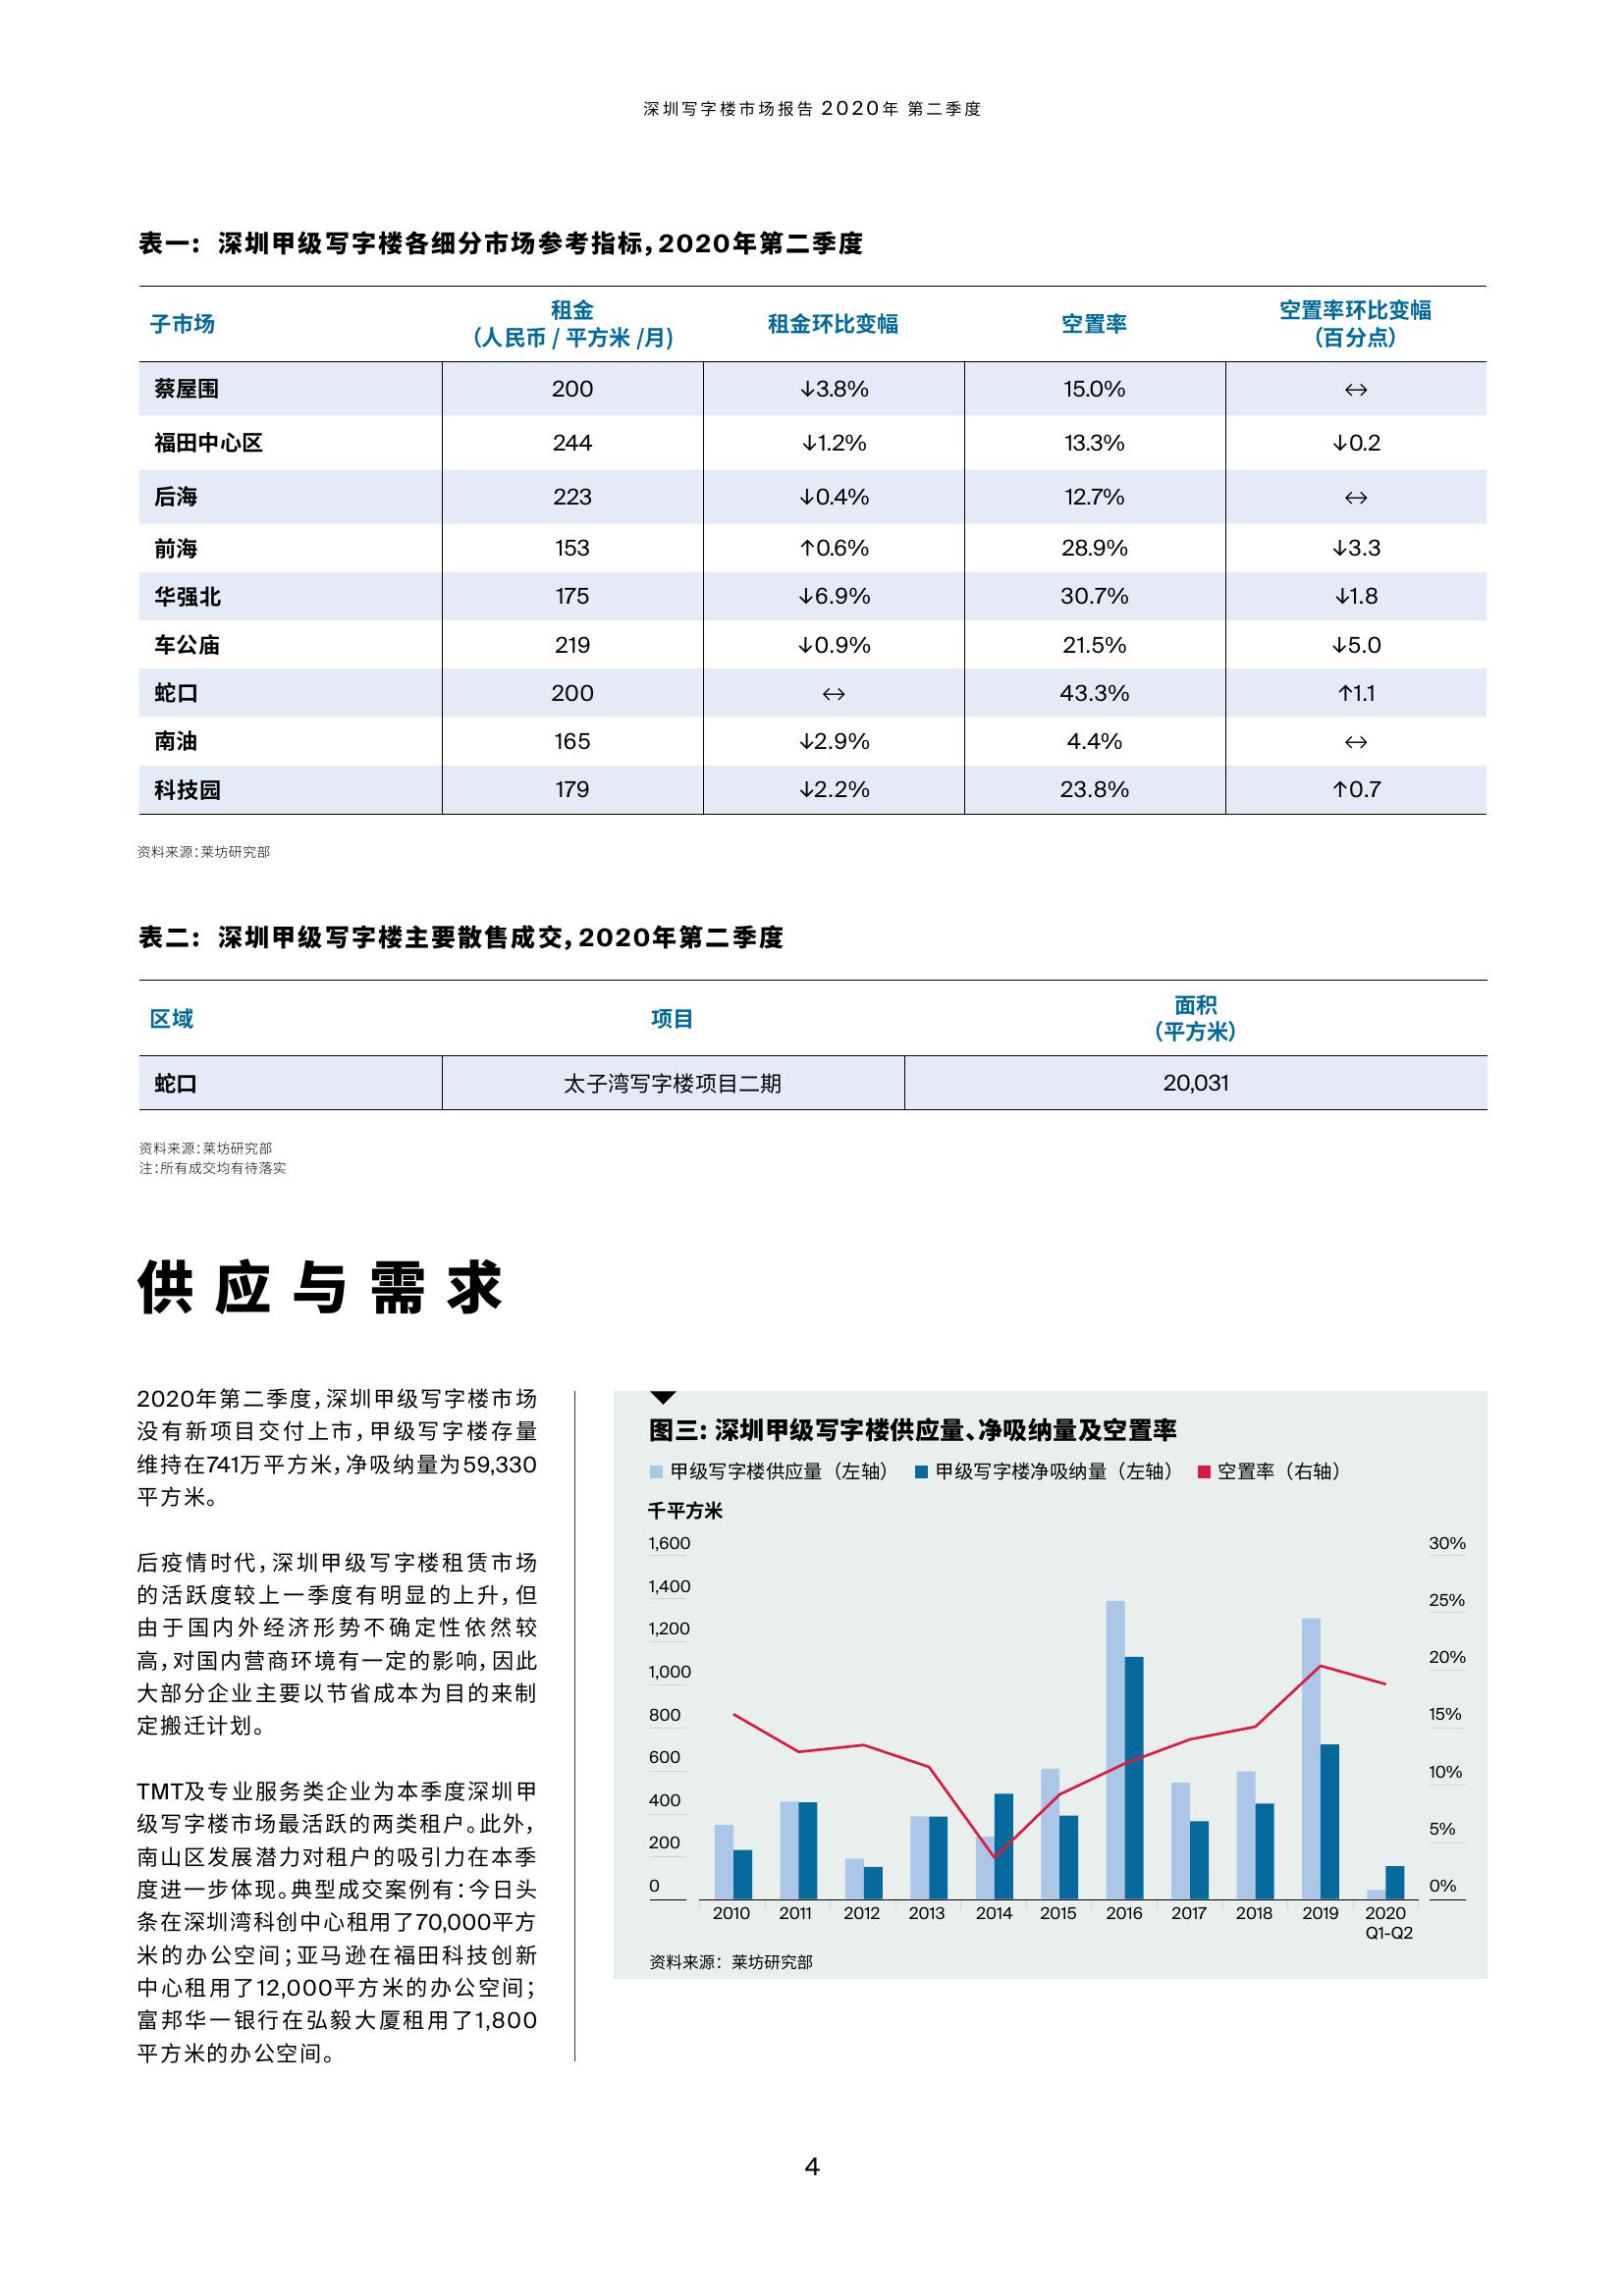 深圳写字楼市场报告 2020年 第二季度
表一: 深圳甲级写字楼各细分市场参考指标,2020年第二季度
子市场 租金 (人民币 / 平方米 /月) 租金环比变幅 空置率 空置率环比变幅 (百分点)
蔡屋围 200 ↓3.8% 15.0% ↔
福田中心区 244 ↓1.2% 13.3% ↓0.2
后海 223 ↓0.4% 12.7% ↔
前海 153 ↑0.6% 28.9% ↓3.3
华强北 175 ↓6.9% 30.7% ↓1.8
车公庙 219 ↓0.9% 21.5% ↓5.0
蛇口 200 ↔ 43.3% ↑1.1
南油 165 ↓2.9% 4.4% ↔
科技园 179 ↓2.2% 23.8% ↑0.7
资料来源:莱坊研究部
表二: 深圳甲级写字楼主要散售成交,2020年第二季度
区域 项目 面积 (平方米)
蛇口 太子湾写字楼项目二期 20,031
资料来源:莱坊研究部
注:所有成交均有待落实
供应与需求
2020年第二季度,深圳甲级写字楼市场
没有新项目交付上市,甲级写字楼存量
维持在741万平方米,净吸纳量为59,330
平方米。
后疫情时代,深圳甲级写字楼租赁市场
的活跃度较上一季度有明显的上升,但
由于国内外经济形势不确定性依然较
高,对国内营商环境有一定的影响,因此
大部分企业主要以节省成本为目的来制
定搬迁计划。
TMT及专业服务类企业为本季度深圳甲
级写字楼市场最活跃的两类租户。此外,
南山区发展潜力对租户的吸引力在本季
度进一步体现。典型成交案例有:今日头
条在深圳湾科创中心租用了70,000平方
米的办公空间;亚马逊在福田科技创新
中心租用了12,000平方米的办公空间;
富邦华一银行在弘毅大厦租用了1,800
平方米的办公空间。
图三: 深圳甲级写字楼供应量、净吸纳量及空置率
甲级写字楼供应量(左轴) 甲级写字楼净吸纳量(左轴) 空置率(右轴)
千平方米
1,600 30%
1,400
25%
1,200
20%
1,000
800 15%
600
10%
400
5%
200
0 0%
2010 2011 2012 2013 2014 2015 2016 2017 2018 2019 2020
Q1-Q2
资料来源:莱坊研究部
4